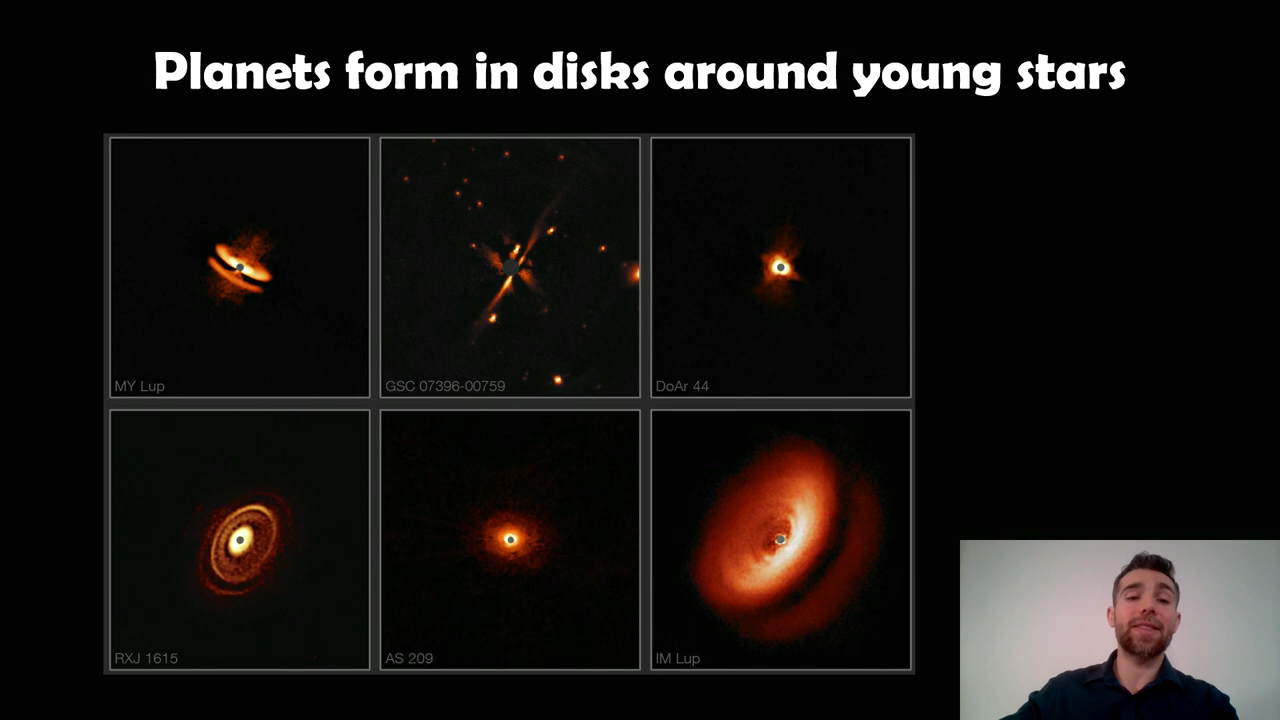 Planets form in disks around young stars
MY Lup
GSC 07396-00759
DoAr 44
RXJ 1615
AS 209
IM Lup